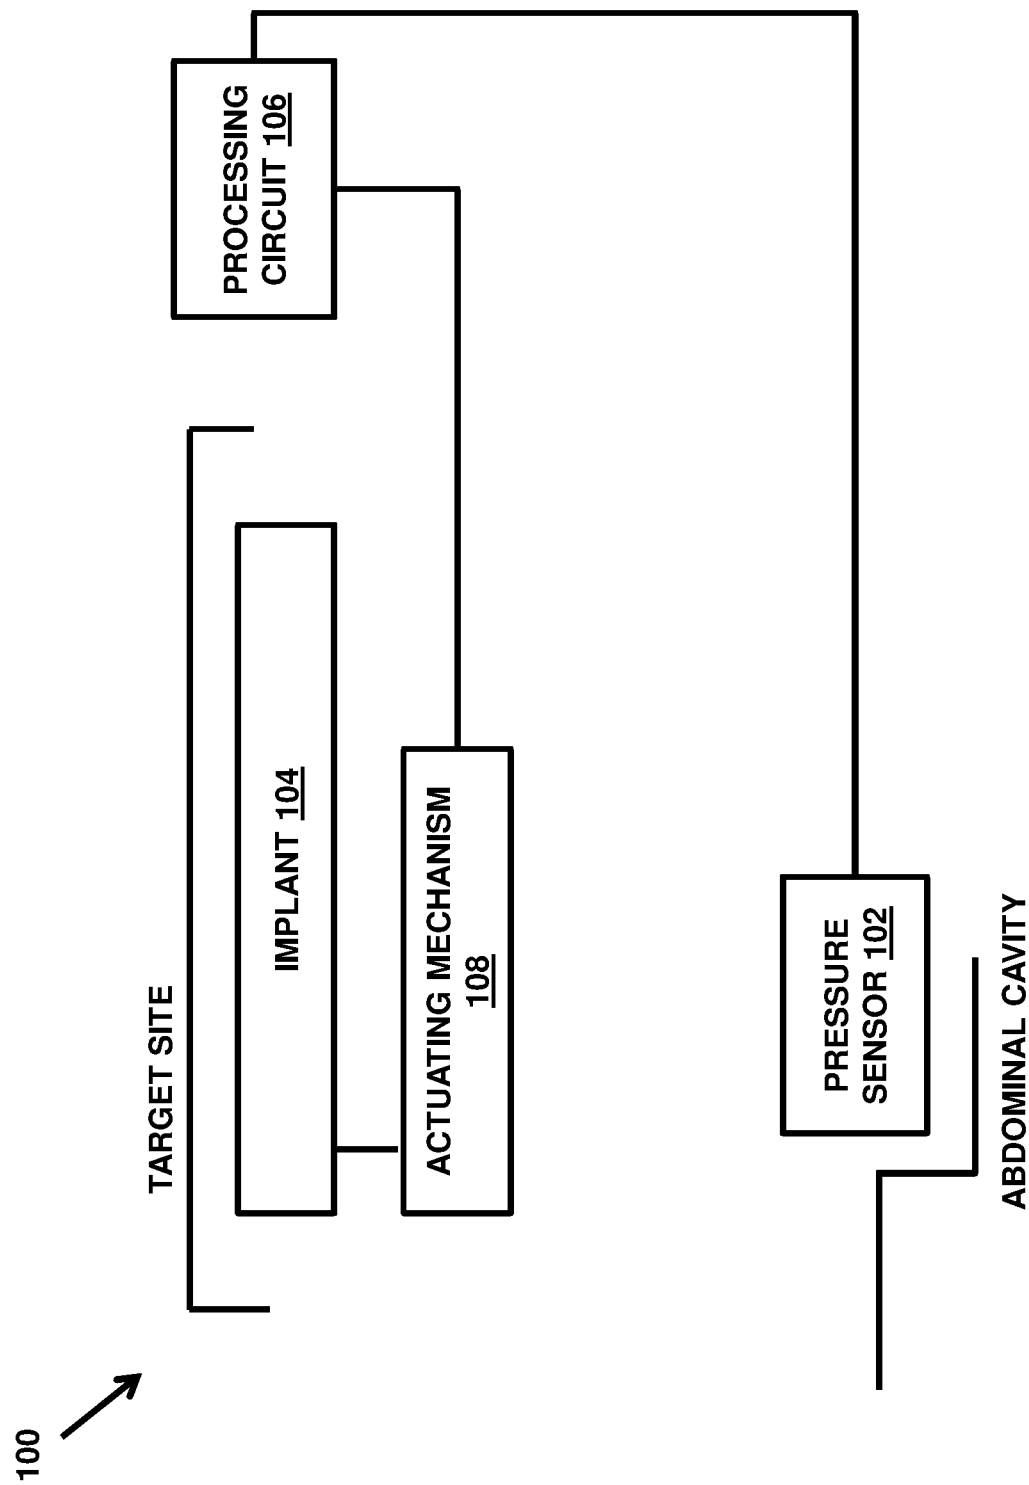 100
TARGET SITE
IMPLANT 104
PROCESSING
CIRCUIT 106
ACTUATING MECHANISM
108
PRESSURE
SENSOR 102
ABDOMINAL CAVITY